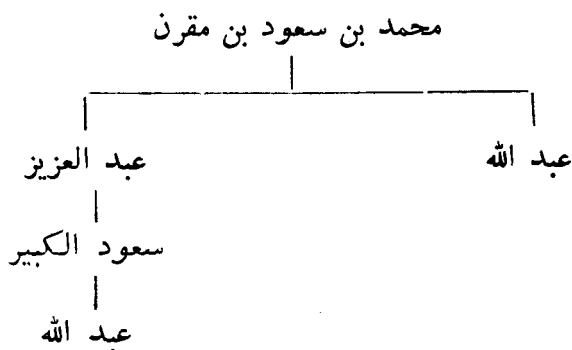 محمد بن سعود بن مقرن
عبد الله
عبد العزيز
سعود الكبير
عبد الله